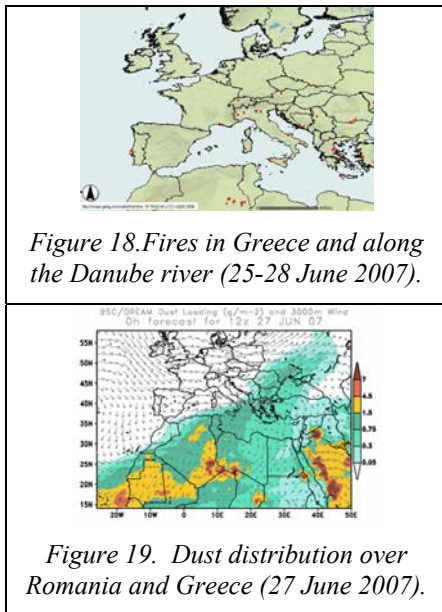 Figure 18.Fires in Greece and along
the Danube river (25-28 June 2007).
BSC/DREAM Dust Loading (g/m-2) and 3000m Wind
0h forecast for 12z 27 JUN 07
55N
50N
45N
40N
35N
30N
25N
20N
15N
20W 10W 0 10E 20E 30E 40E 50E
7
4.5
1.5
0.75
0.3
0.05
Figure 19. Dust distribution over
Romania and Greece (27 June 2007).